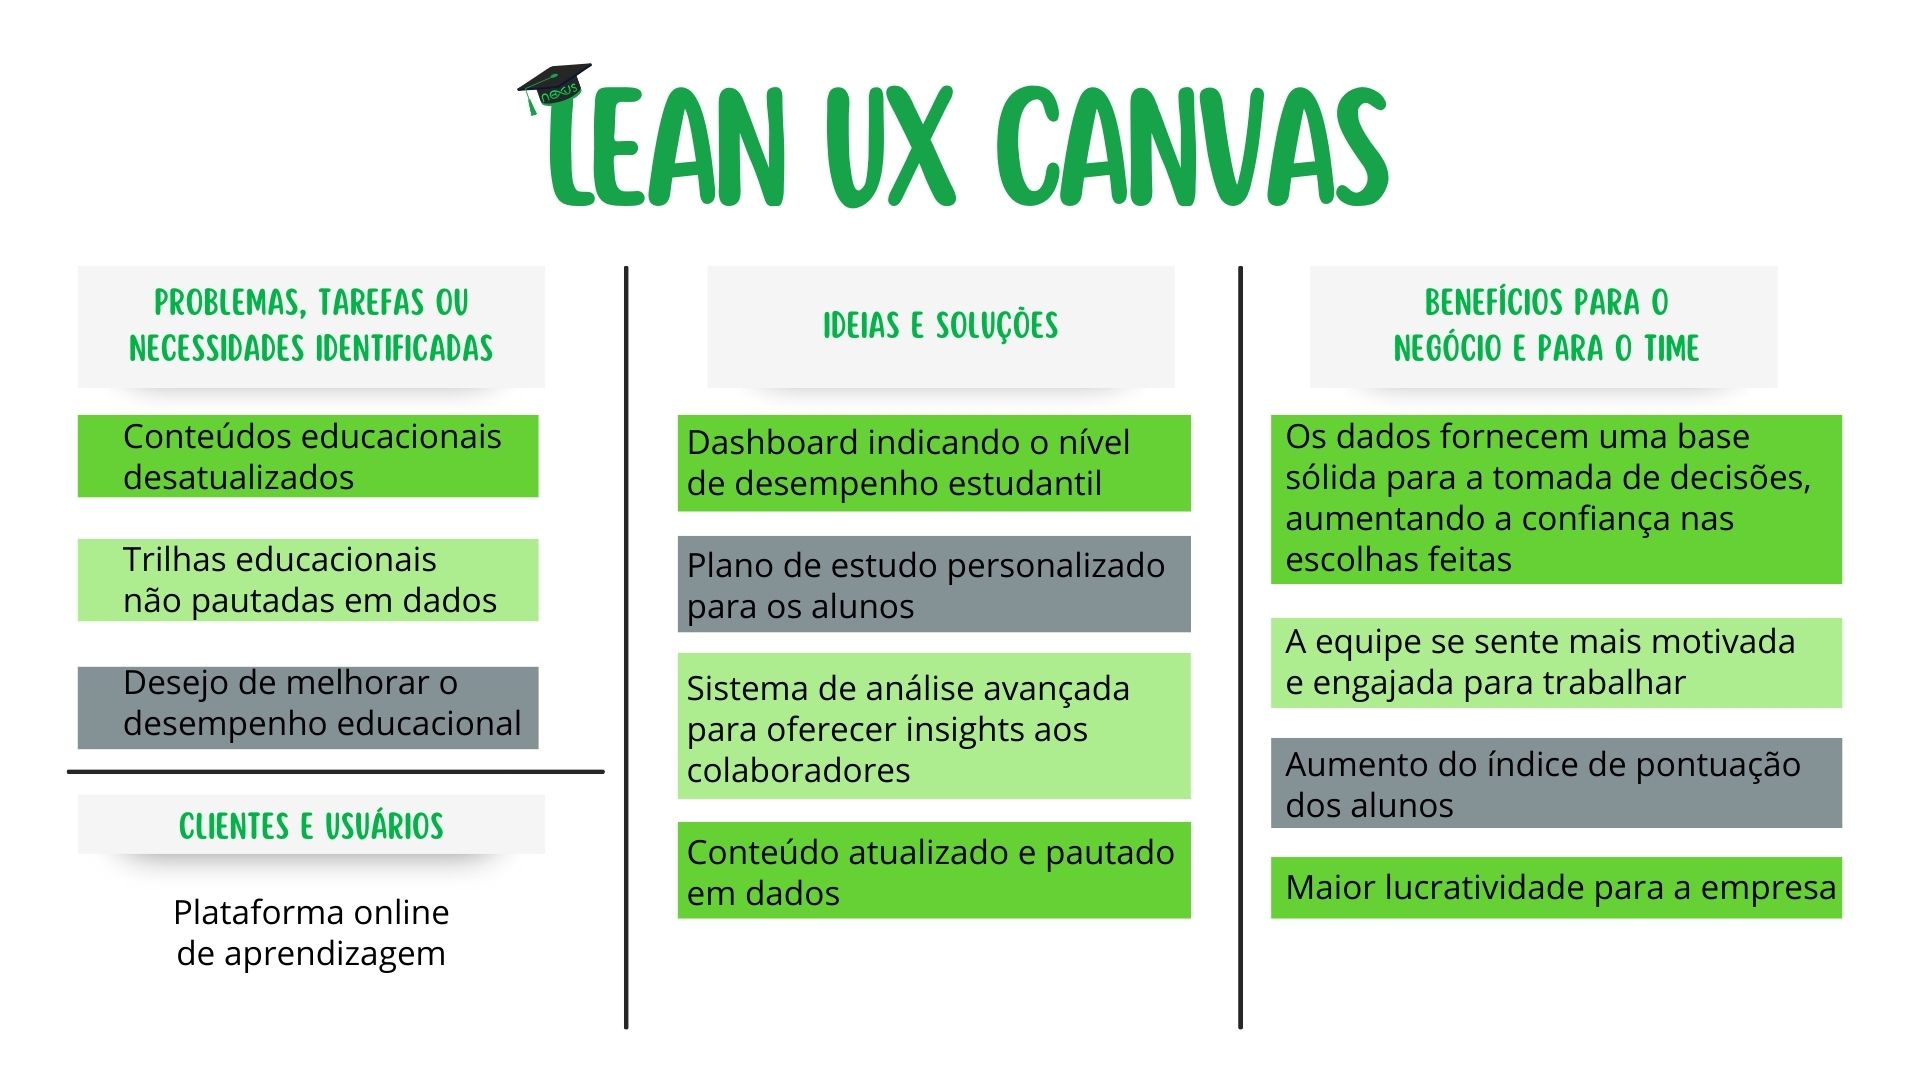 nexus
LEAN UX CANVAS
PROBLEMAS, TAREFAS OU
NECESSIDADES IDENTIFICADAS
Conteúdos educacionais
desatualizados
Trilhas educacionais
não pautadas em dados
Desejo de melhorar o
desempenho educacional
CLIENTES E USUÁRIOS
Plataforma online
de aprendizagem
IDEIAS E SOLUÇÕES
Dashboard indicando o nível
de desempenho estudantil
Plano de estudo personalizado
para os alunos
Sistema de análise avançada
para oferecer insights aos
colaboradores
Conteúdo atualizado e pautado
em dados
BENEFÍCIOS PARA O
NEGÓCIO E PARA O TIME
Os dados fornecem uma base
sólida para a tomada de decisões,
aumentando a confiança nas
escolhas feitas
A equipe se sente mais motivada
e engajada para trabalhar
Aumento do índice de pontuação
dos alunos
Maior lucratividade para a empresa